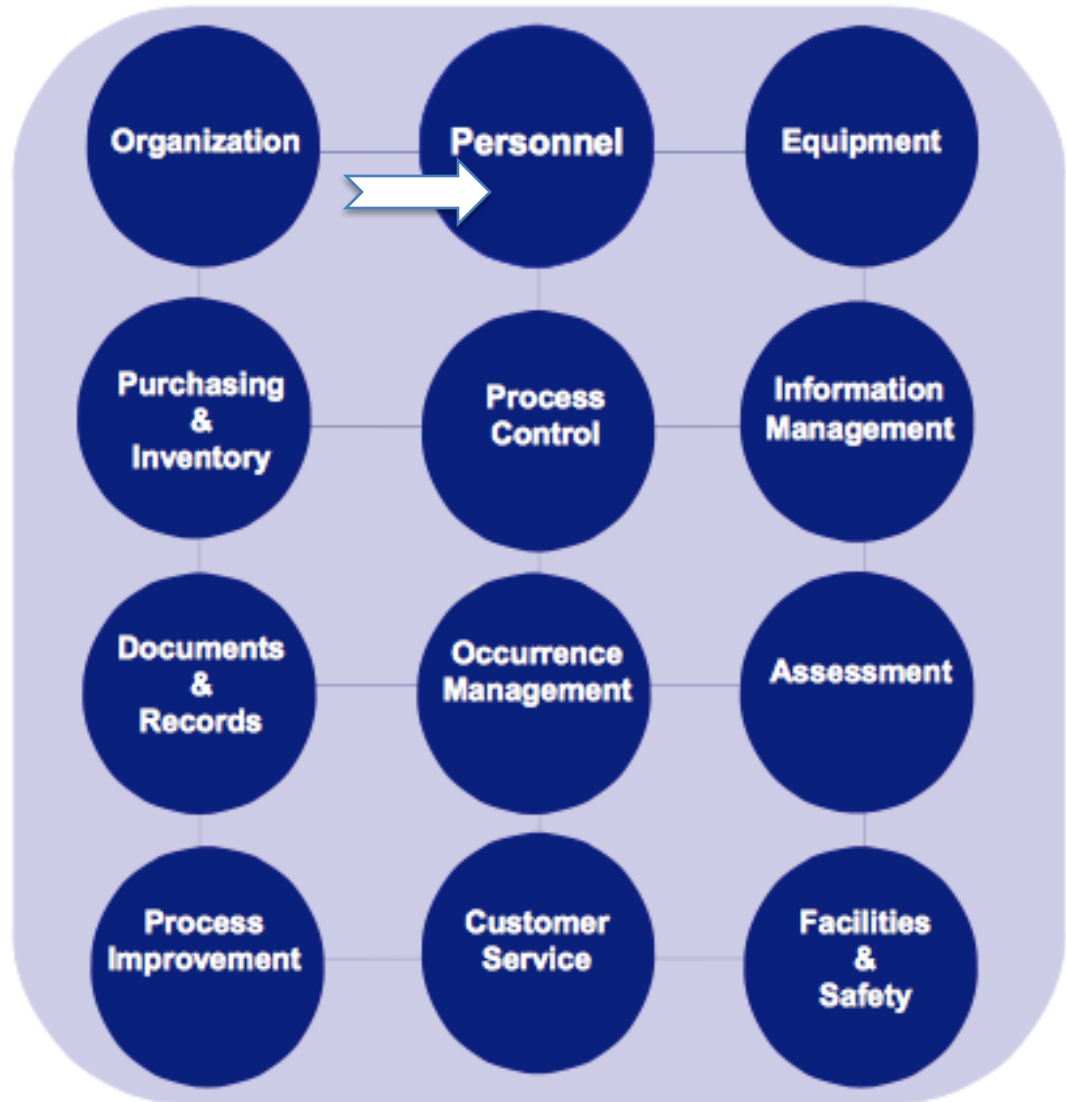 Organization
Personnel
Equipment
Purchasing
&
Inventory
Process
Control
Information
Management
Documents
&
Records
Occurrence
Management
Assessment
Process
Improvement
Customer
Service
Facilities
&
Safety